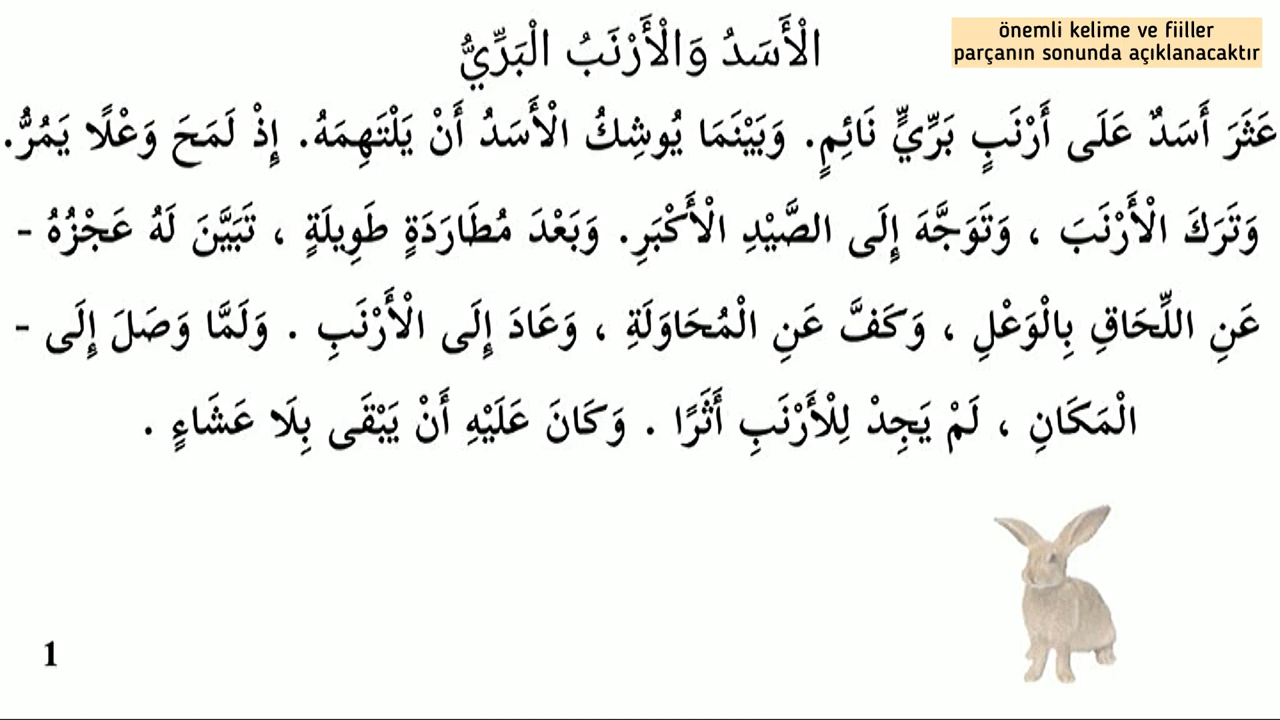 الْأَسَدُ وَالْأَرْنَبُ الْبَرِّيُّ
önemli kelime ve fiiller
parçanın sonunda açıklanacaktır
عَثَرَ أَسَدٌ عَلَى أَرْنَبٍ بَرِّيٍّ نَائِمٍ. وَبَيْنَمَا يُوشِكُ الْأَسَدُ أَنْ يَلْتَهِمَهُ. إِذْ لَمَحَ وَعْلًا يَمُرُّ.
وَتَرَكَ الْأَرْنَبَ ، وَتَوَجَّهَ إِلَى الصَّيْدِ الْأَكْبَرِ. وَبَعْدَ مُطَارَدَةٍ طَوِيلَةٍ ، تَبَيَّنَ لَهُ عَجْزُهُ -
عَنِ اللِّحَاقِ بِالْوَعْلِ ، وَكَفَّ عَنِ الْمُحَاوَلَةِ ، وَعَادَ إِلَى الْأَرْنَبِ . وَلَمَّا وَصَلَ إِلَى -
الْمَكَانِ ، لَمْ يَجِدْ لِلْأَرْنَبِ أَثَرًا . وَكَانَ عَلَيْهِ أَنْ يَبْقَى بِلَا عَشَاءٍ .
1